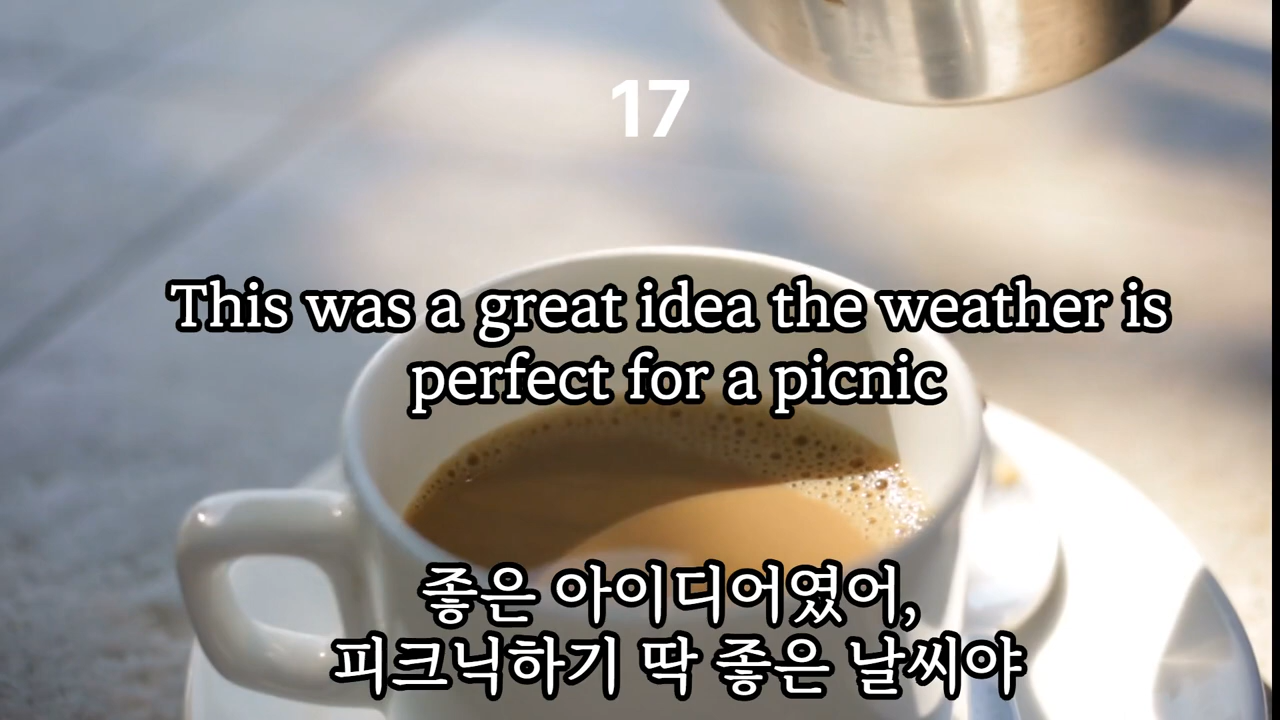 17
This was a great idea the weather is
perfect for a picnic
좋은 아이디어였어,
피크닉하기 딱 좋은 날씨야